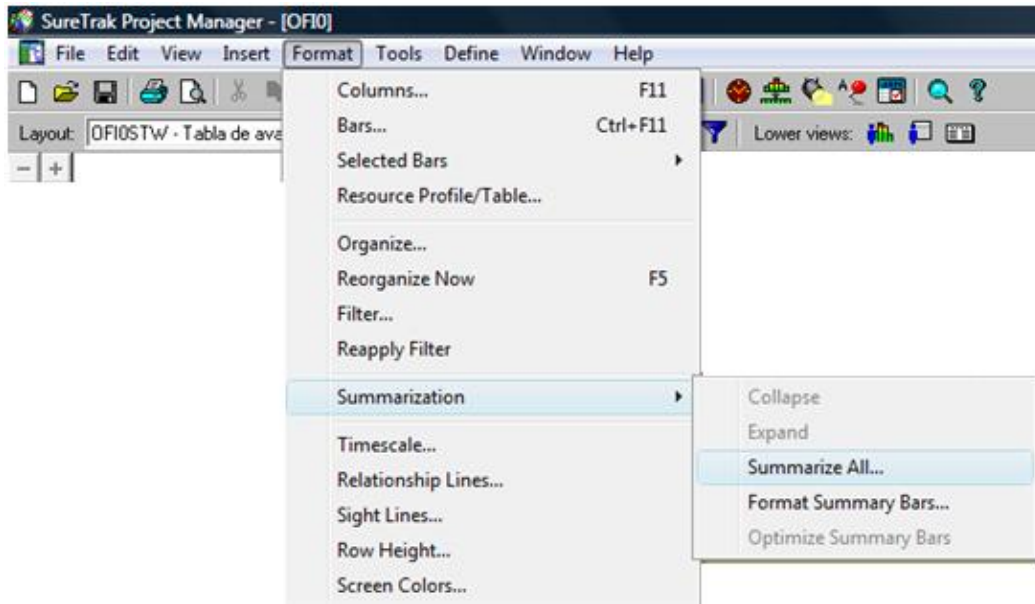 SureTrak Project Manager - [OFI0]
File Edit View Insert Format Tools Define Window Help
Layout: OFI0STW - Tabla de ava
Lower views:
Columns... F11
Bars... Ctrl+F11
Selected Bars
Resource Profile/Table...
Organize...
Reorganize Now F5
Filter...
Reapply Filter
Summarization
Timescale...
Relationship Lines...
Sight Lines...
Row Height...
Screen Colors...
Collapse
Expand
Summarize All...
Format Summary Bars...
Optimize Summary Bars